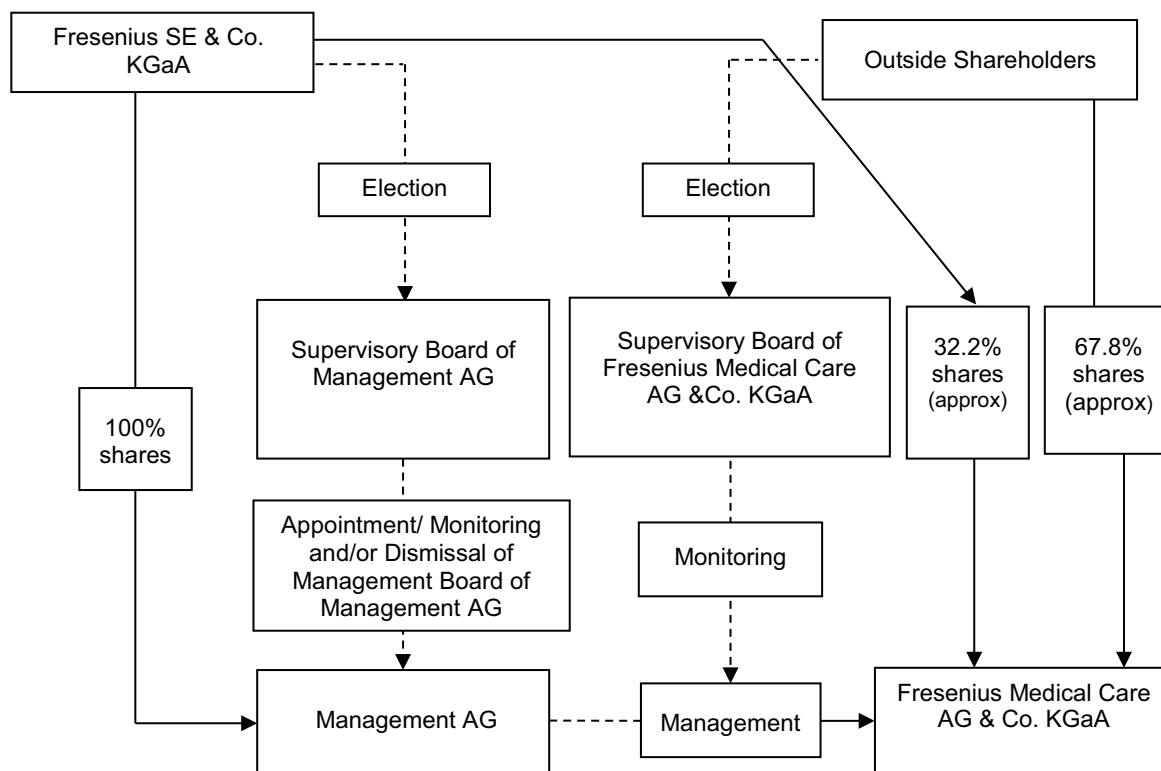 Fresenius SE & Co.
KGaA
Outside Shareholders
Election
Election
Supervisory Board of
Management AG
Supervisory Board of
Fresenius Medical Care
AG &Co. KGaA
32.2%
shares
(approx)
67.8%
shares
(approx)
100%
shares
Appointment/ Monitoring
and/or Dismissal of
Management Board of
Management AG
Monitoring
Management AG
Management
Fresenius Medical Care
AG & Co. KGaA